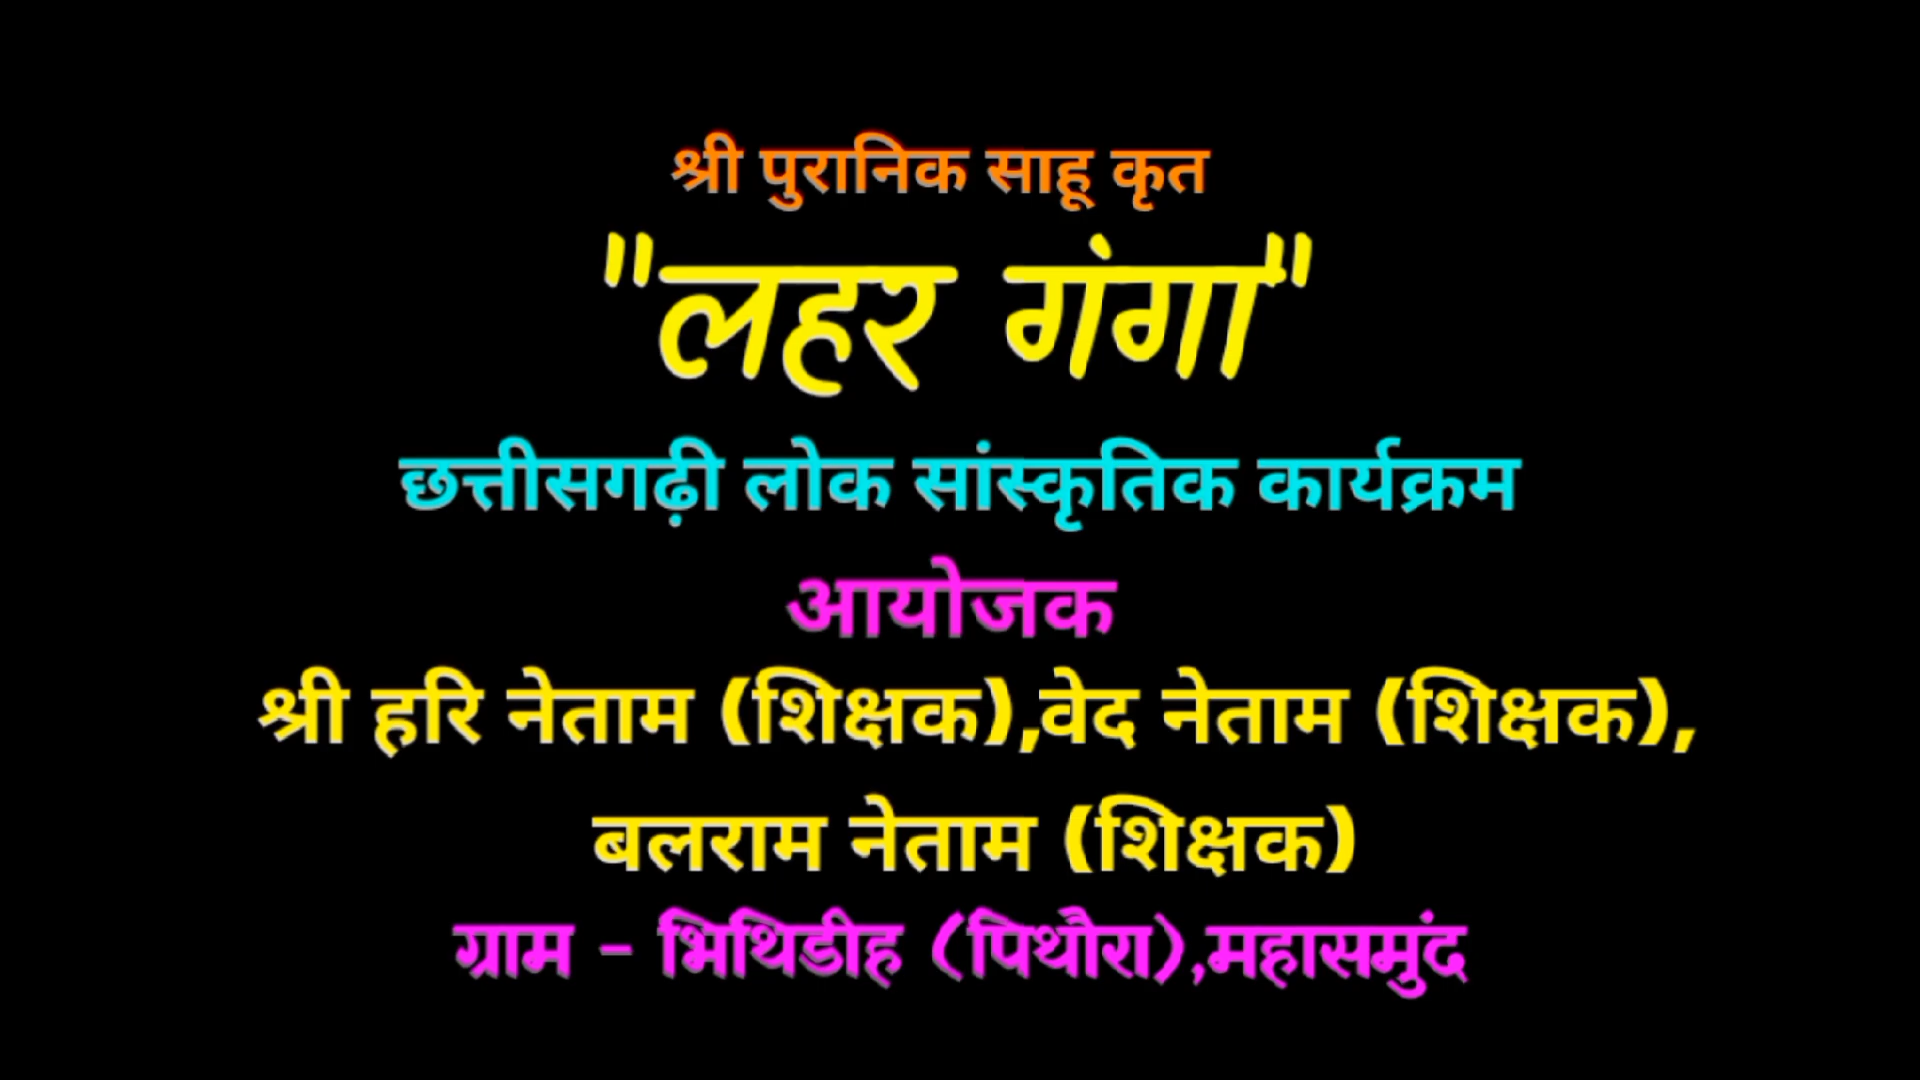 श्री पुरानिक साहू कृत
"लहर गंगा"
छत्तीसगढ़ी लोक सांस्कृतिक कार्यक्रम
आयोजक
श्री हरि नेताम (शिक्षक),वेद नेताम (शिक्षक),
बलराम नेताम (शिक्षक)
ग्राम - भिथिडीह (पिथौरा),महासमुंद